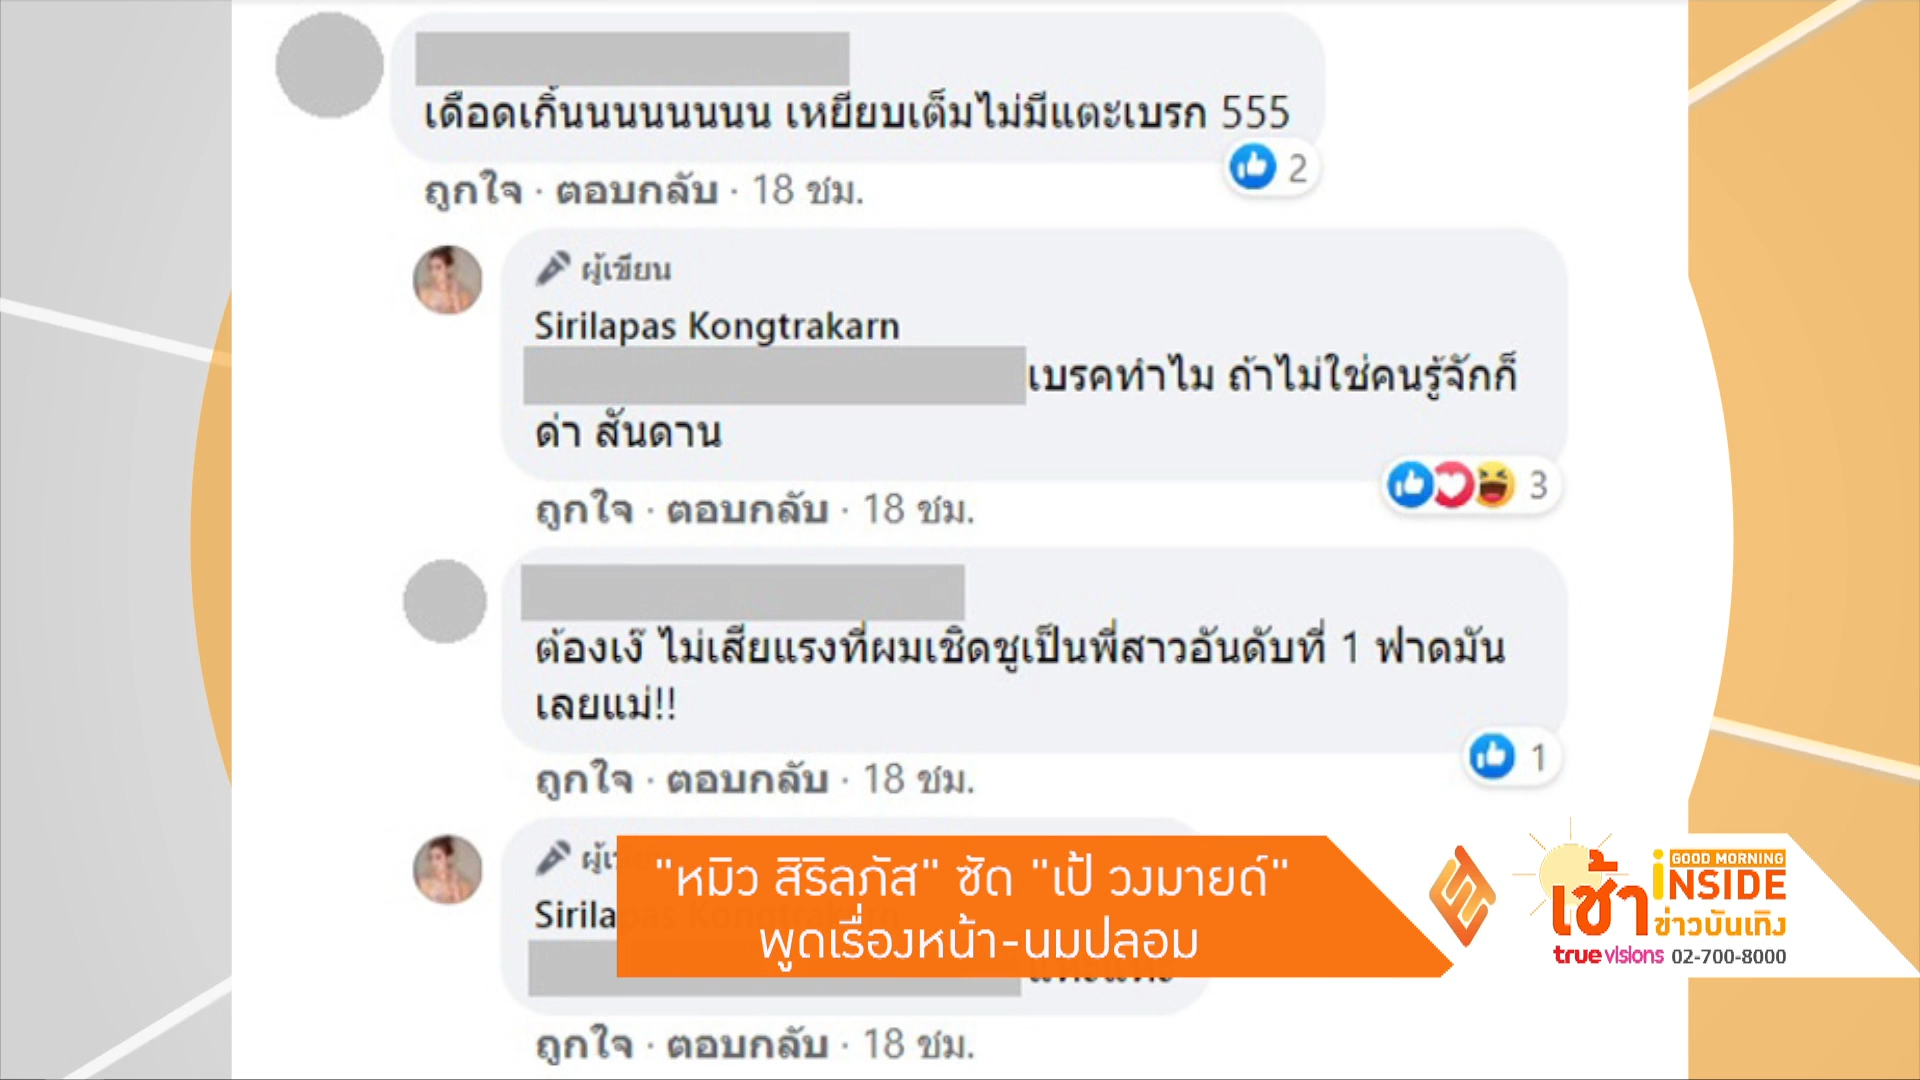 เดือดเกิ้นนนนนนนน เหยียบเต็มไม่มีแตะเบรก 555
2
ถูกใจ · ตอบกลับ · 18 ชม.
ผู้เขียน
Sirilapas Kongtrakarn
เบรคทำไม ถ้าไม่ใช่คนรู้จักก็
ด่า สันดาน
3
ถูกใจ · ตอบกลับ · 18 ชม.
ต้องเง๊ ไม่เสียแรงที่ผมเชิดชูเป็นพี่สาวอันดับที่ 1 ฟาดมัน
เลยแม่!!
1
ถูกใจ · ตอบกลับ · 18 ชม.
Sirilapas Kongtrakarn
"หมิว สิริลภัส" ซัด "เป้ วงมายด์"
พูดเรื่องหน้า-นมปลอม
GOOD MORNING
เช้า iNSIDE
ข่าวบันเทิง
truevisions 02-700-8000
ถูกใจ · ตอบกลับ · 18 ชม.